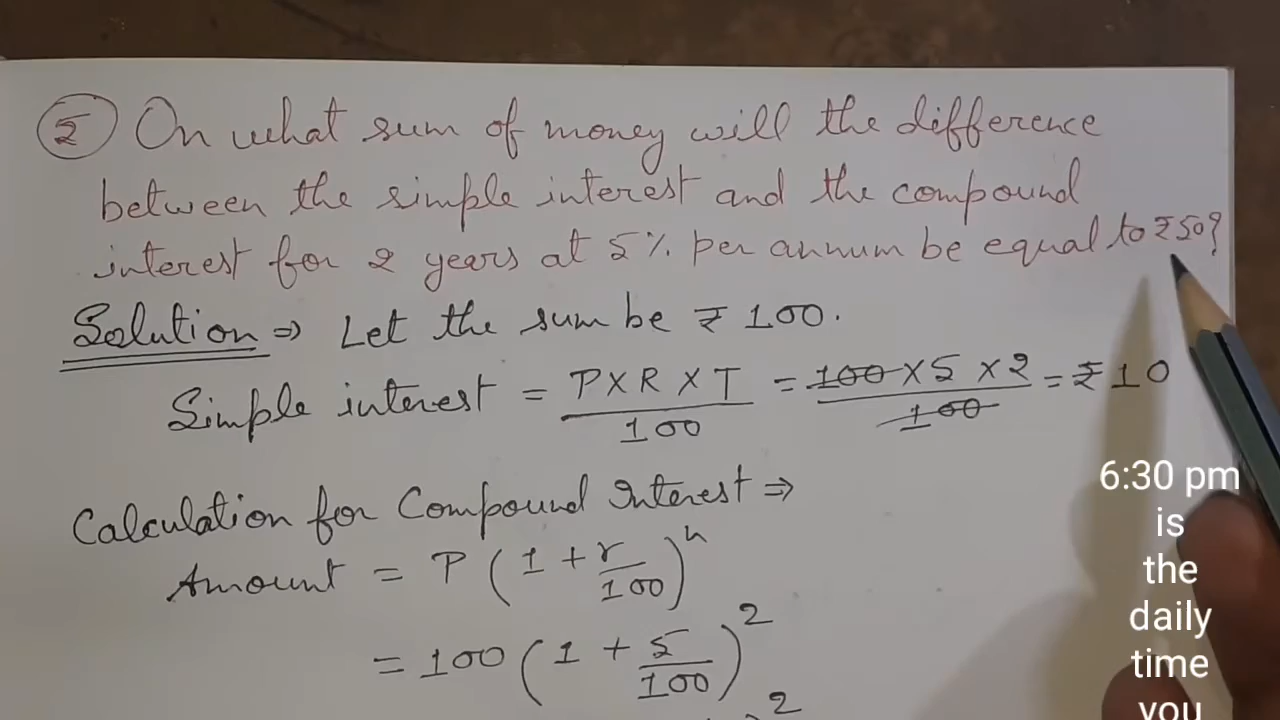 2 On what sum of money will the difference
between the simple interest and the compound
interest for 2 years at 5% per annum be equal to ₹50?
Solution ⇒ Let the sum be ₹ 100.
Simple interest = P X R X T / 100 = 100 X 5 X 2 / 100 = ₹10
Calculation for Compound Interest ⇒
Amount = P ( 1 + r/100 )^n
= 100 ( 1 + 5/100 )^2
2
6:30 pm
is
the
daily
time
you